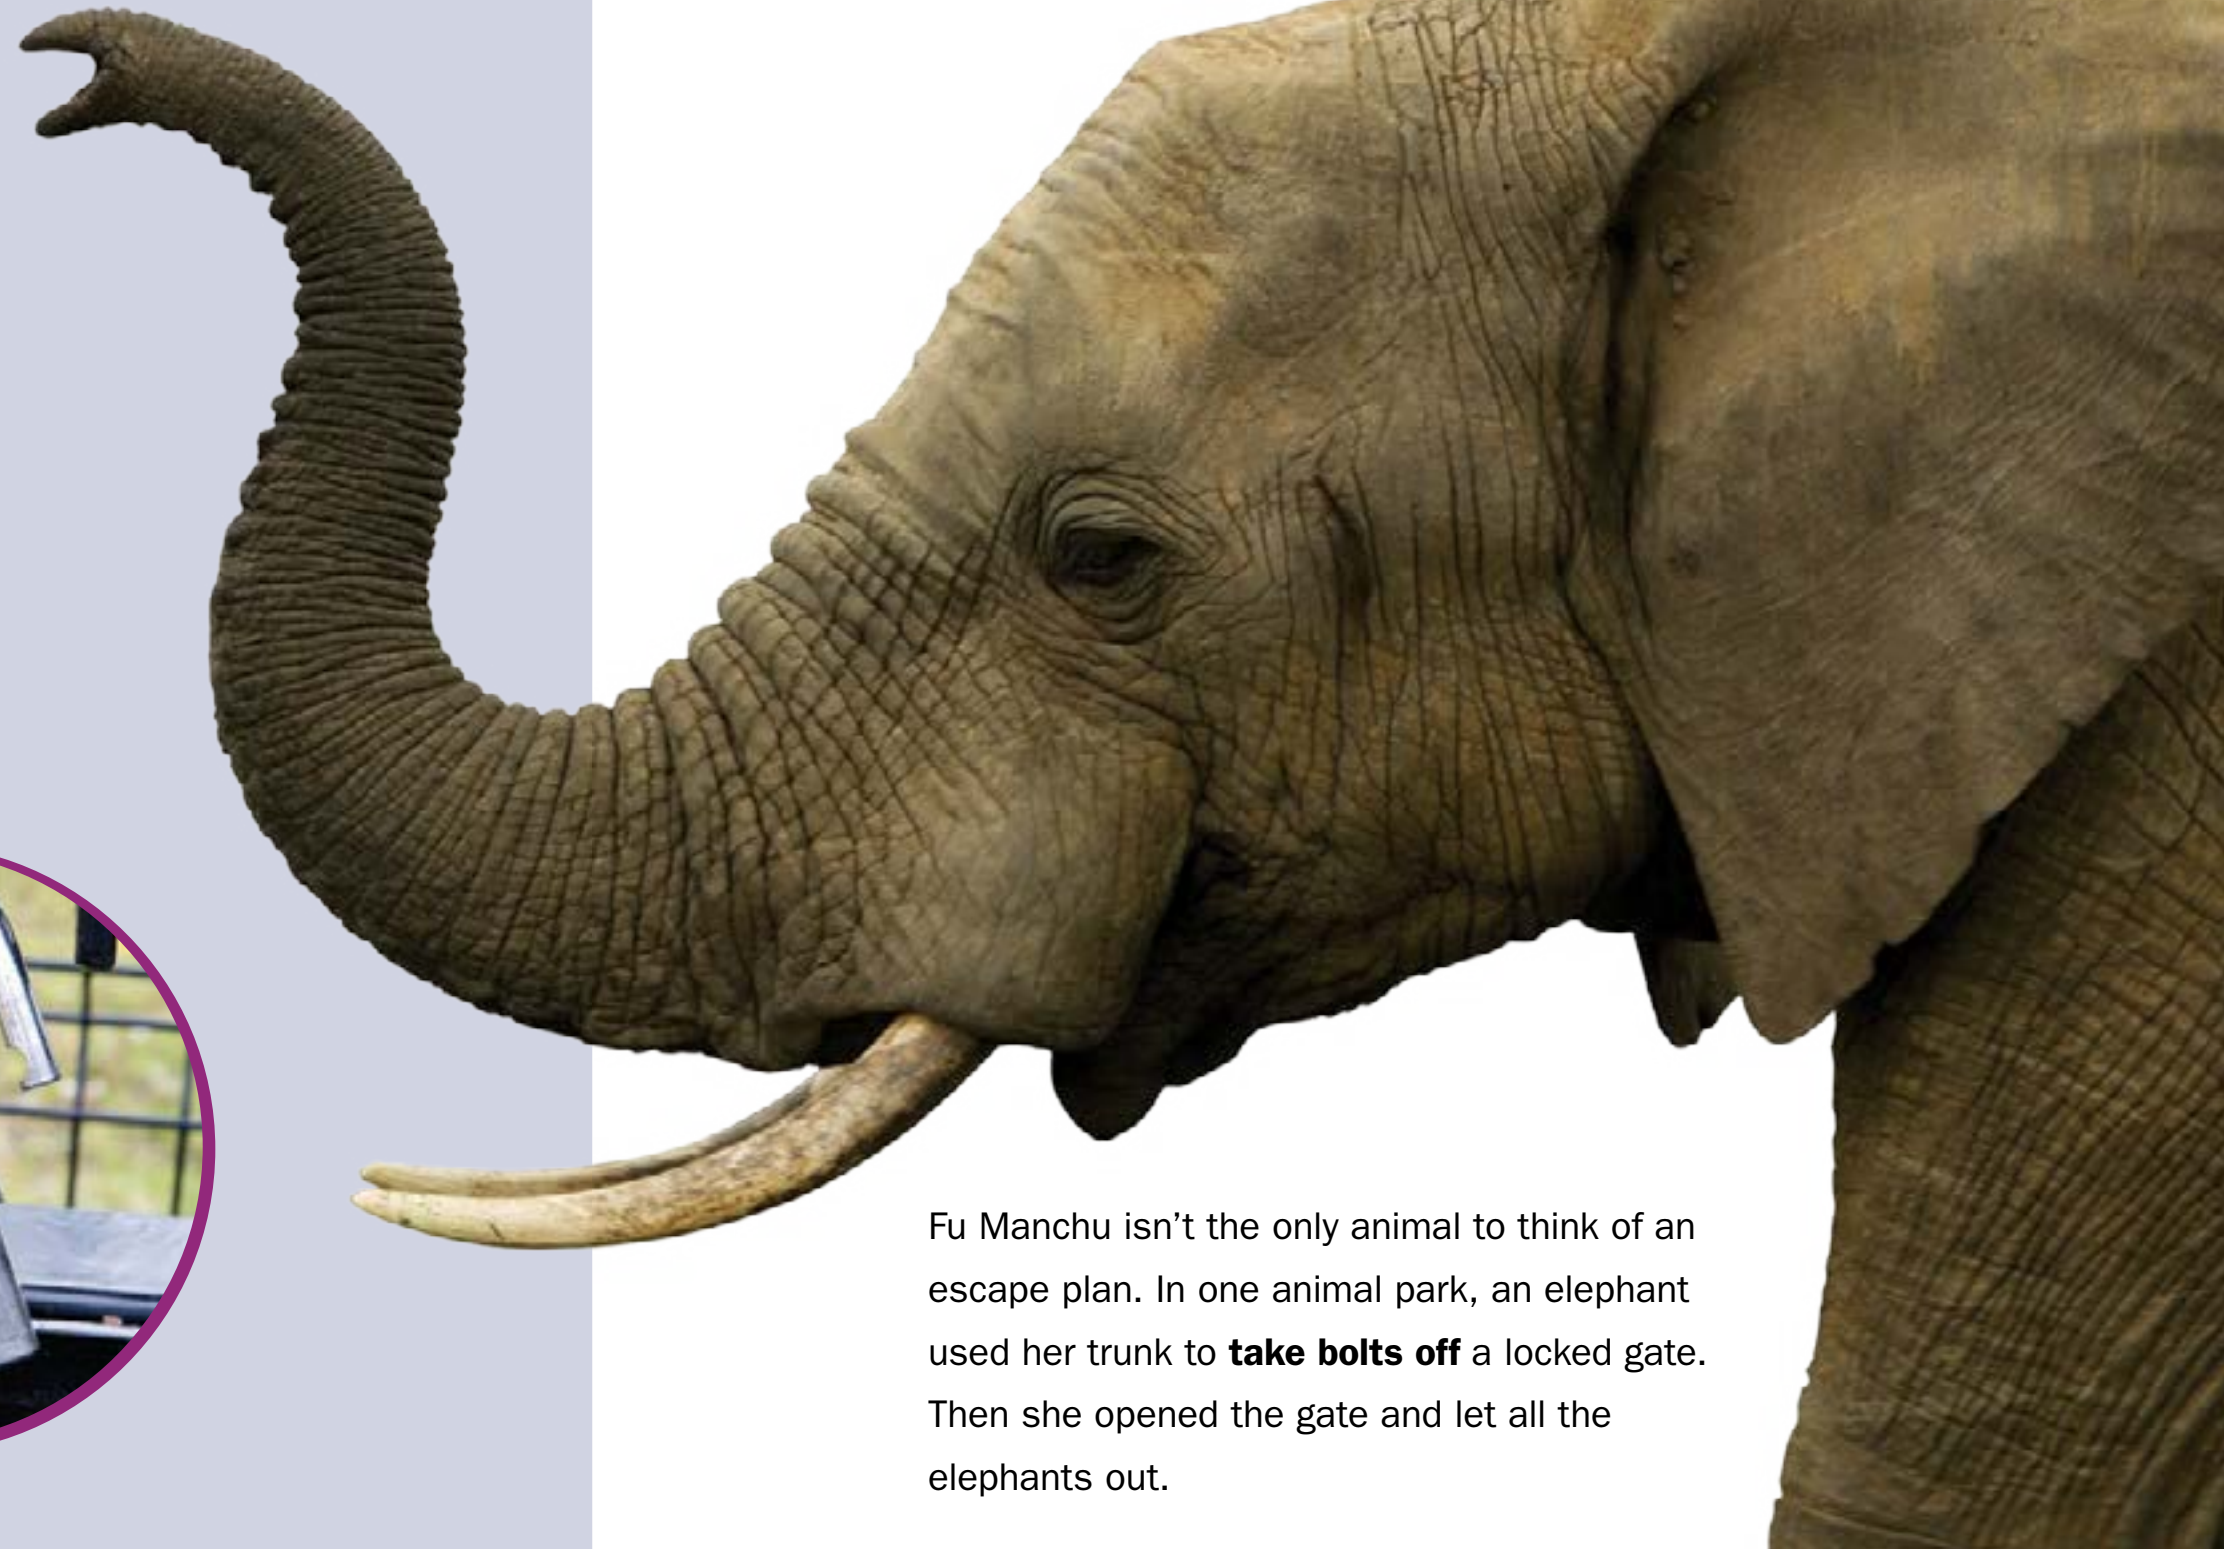 Fu Manchu isn’t the only animal to think of an
escape plan. In one animal park, an elephant
used her trunk to take bolts off a locked gate.
Then she opened the gate and let all the
elephants out.